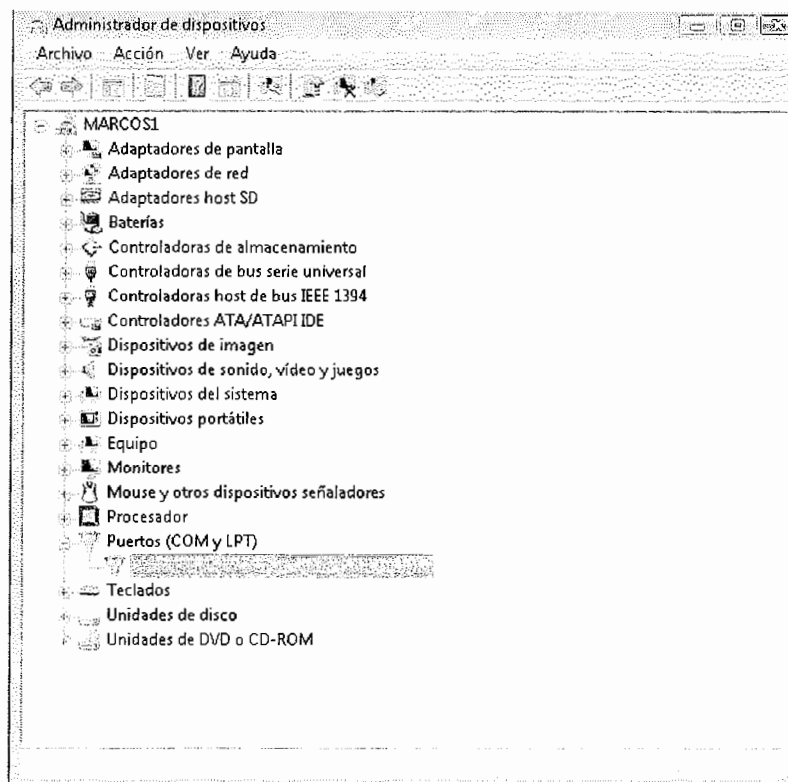 Administrador de dispositivos
Archivo Acción Ver Ayuda
MARCOS1
Adaptadores de pantalla
Adaptadores de red
Adaptadores host SD
Baterías
Controladoras de almacenamiento
Controladoras de bus serie universal
Controladoras host de bus IEEE 1394
Controladores ATA/ATAPI IDE
Dispositivos de imagen
Dispositivos de sonido, vídeo y juegos
Dispositivos del sistema
Dispositivos portátiles
Equipo
Monitores
Mouse y otros dispositivos señaladores
Procesador
Puertos (COM y LPT)
Teclados
Unidades de disco
Unidades de DVD o CD-ROM